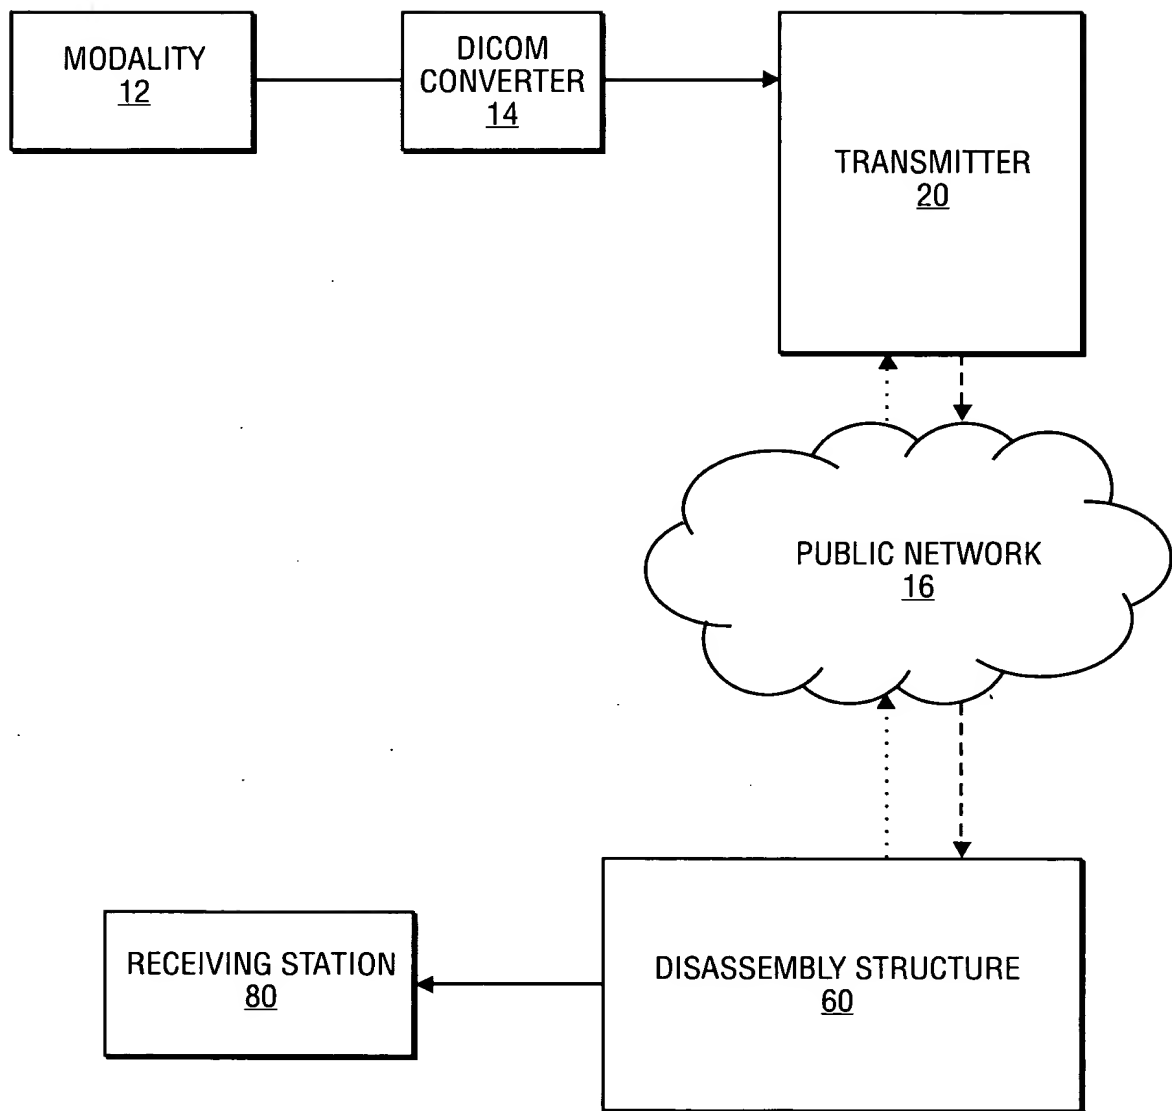 MODALITY
12
DICOM
CONVERTER
14
TRANSMITTER
20
PUBLIC NETWORK
16
RECEIVING STATION
80
DISASSEMBLY STRUCTURE
60